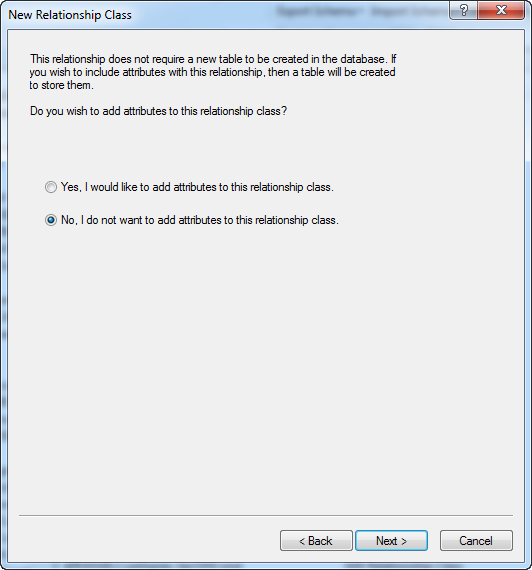 New Relationship Class
This relationship does not require a new table to be created in the database. If
you wish to include attributes with this relationship, then a table will be created
to store them.
Do you wish to add attributes to this relationship class?
Yes, I would like to add attributes to this relationship class.
No, I do not want to add attributes to this relationship class.
< Back
Next >
Cancel